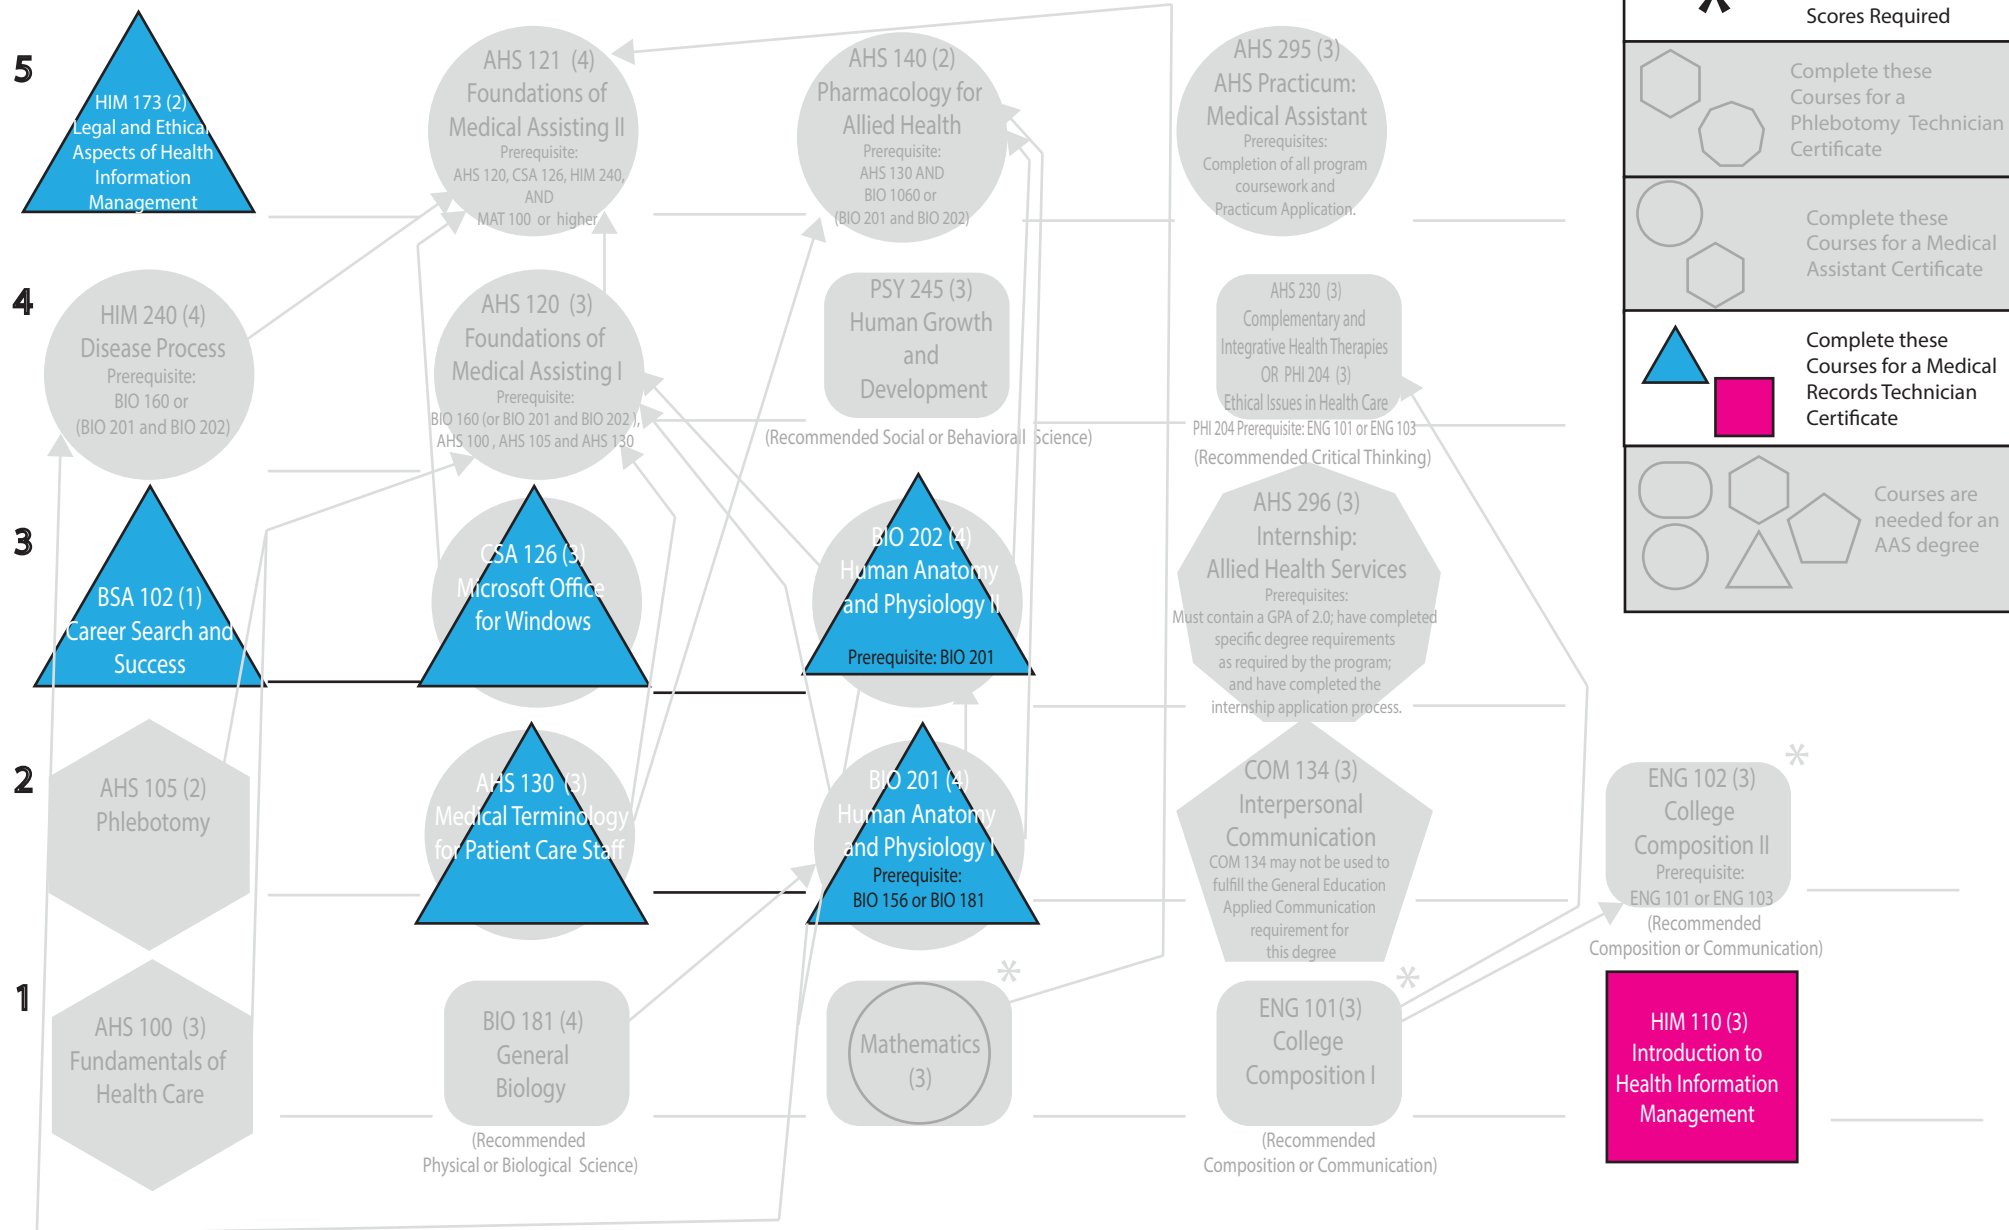 *
Scores Required
5
HIM 173 (2)
Legal and Ethical
Aspects of Health
Information
Management
AHS 121 (4)
Foundations of
Medical Assisting II
Prerequisite:
AHS 120, CSA 126, HIM 240,
AND
MAT 100 or higher
AHS 140 (2)
Pharmacology for
Allied Health
Prerequisite:
AHS 130 AND
BIO 1060 or
(BIO 201 and BIO 202)
AHS 295 (3)
AHS Practicum:
Medical Assistant
Prerequisites:
Completion of all program
coursework and
Practicum Application.
Complete these
Courses for a
Phlebotomy Technician
Certificate
Complete these
Courses for a Medical
Assistant Certificate
Complete these
Courses for a Medical
Records Technician
Certificate
Courses are
needed for an
AAS degree
4
HIM 240 (4)
Disease Process
Prerequisite:
BIO 160 or
(BIO 201 and BIO 202)
AHS 120 (3)
Foundations of
Medical Assisting I
Prerequisite:
BIO 160 (or BIO 201 and BIO 202 ),
AHS 100 , AHS 105 and AHS 130
PSY 245 (3)
Human Growth
and
Development
(Recommended Social or Behaviorall Science)
AHS 230 (3)
Complementary and
Integrative Health Therapies
OR PHI 204 (3)
Ethical Issues in Health Care
PHI 204 Prerequisite: ENG 101 or ENG 103
(Recommended Critical Thinking)
3
BSA 102 (1)
Career Search and
Success
CSA 126 (3)
Microsoft Office
for Windows
BIO 202 (4)
Human Anatomy
and Physiology II
Prerequisite: BIO 201
AHS 296 (3)
Internship:
Allied Health Services
Prerequisites:
Must contain a GPA of 2.0; have completed
specific degree requirements
as required by the program;
and have completed the
internship application process.
2
AHS 105 (2)
Phlebotomy
AHS 130 (3)
Medical Terminology
for Patient Care Staff
BIO 201 (4)
Human Anatomy
and Physiology I
Prerequisite:
BIO 156 or BIO 181
COM 134 (3)
Interpersonal
Communication
COM 134 may not be used to
fulfill the General Education
Applied Communication
requirement for
this degree
*
ENG 102 (3)
College
Composition II
Prerequisite:
ENG 101 or ENG 103
(Recommended
Composition or Communication)
1
AHS 100 (3)
Fundamentals of
Health Care
BIO 181 (4)
General
Biology
(Recommended
Physical or Biological Science)
*
Mathematics
(3)
*
ENG 101(3)
College
Composition I
(Recommended
Composition or Communication)
HIM 110 (3)
Introduction to
Health Information
Management